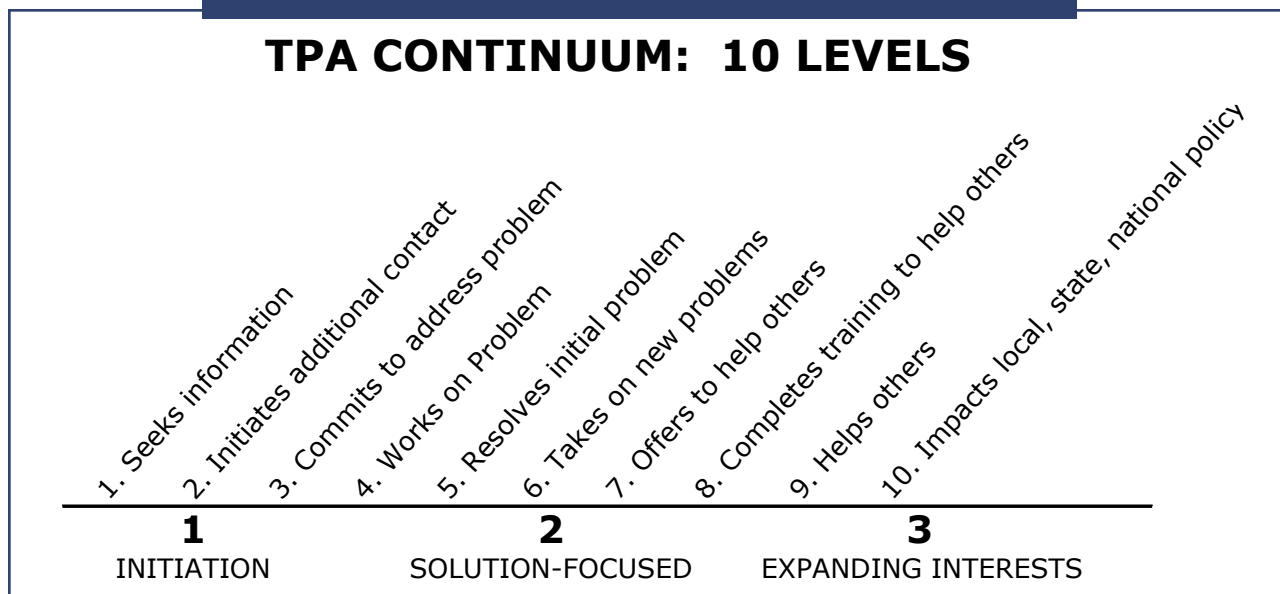 TPA CONTINUUM: 10 LEVELS
1. Seeks information
2. Initiates additional contact
3. Commits to address problem
4. Works on Problem
5. Resolves initial problem
6. Takes on new problems
7. Offers to help others
8. Completes training to help others
9. Helps others
10. Impacts local, state, national policy
1
2
3
INITIATION
SOLUTION-FOCUSED
EXPANDING INTERESTS